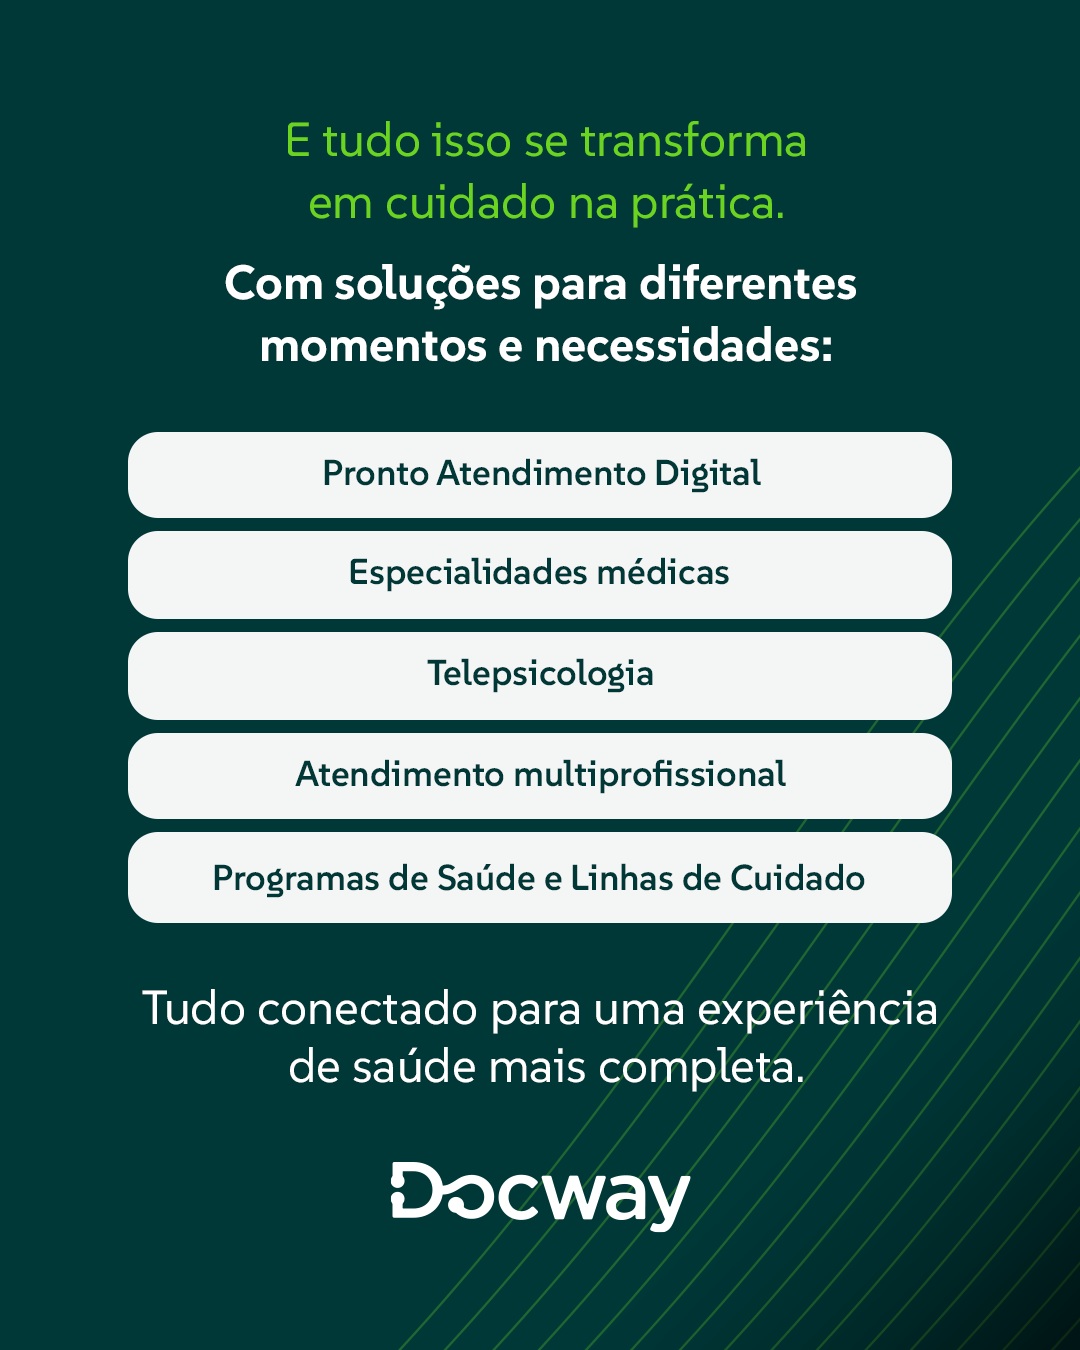 E tudo isso se transforma
em cuidado na prática.
Com soluções para diferentes
momentos e necessidades:
Pronto Atendimento Digital
Especialidades médicas
Telepsicologia
Atendimento multiprofissional
Programas de Saúde e Linhas de Cuidado
Tudo conectado para uma experiência
de saúde mais completa.
Docway